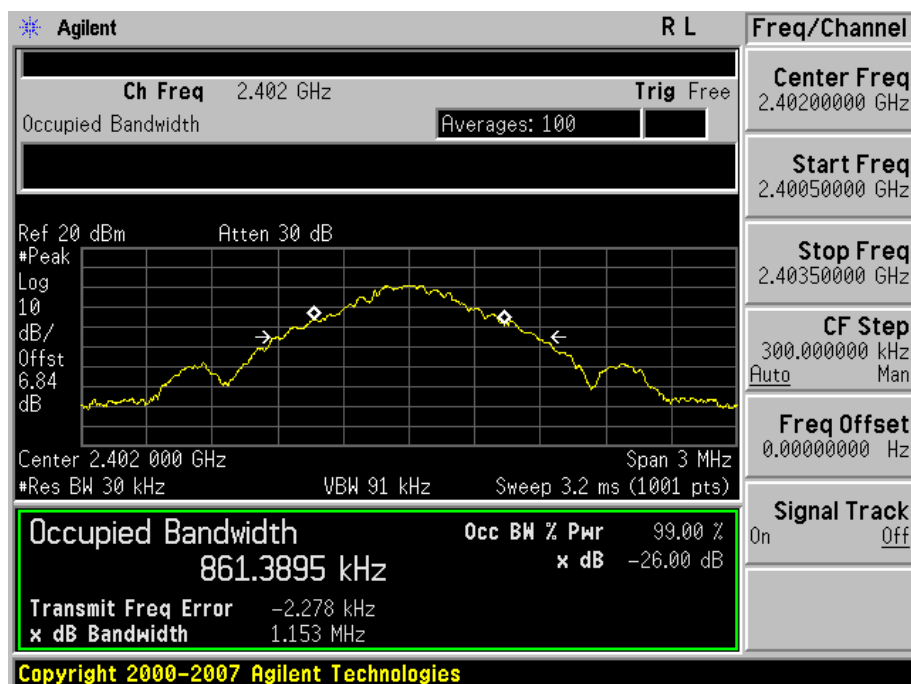 Agilent R L
Ch Freq 2.402 GHz Trig Free
Occupied Bandwidth Averages: 100
Ref 20 dBm Atten 30 dB
#Peak
Log
10
dB/
Offst
6.84
dB
Center 2.402 000 GHz Span 3 MHz
#Res BW 30 kHz VBW 91 kHz Sweep 3.2 ms (1001 pts)
Occupied Bandwidth
861.3895 kHz
Occ BW % Pwr 99.00 %
x dB -26.00 dB
Transmit Freq Error -2.278 kHz
x dB Bandwidth 1.153 MHz
Copyright 2000-2007 Agilent Technologies
Freq/Channel
Center Freq
2.40200000 GHz
Start Freq
2.40050000 GHz
Stop Freq
2.40350000 GHz
CF Step
300.000000 kHz
Auto Man
Freq Offset
0.00000000 Hz
Signal Track
On Off